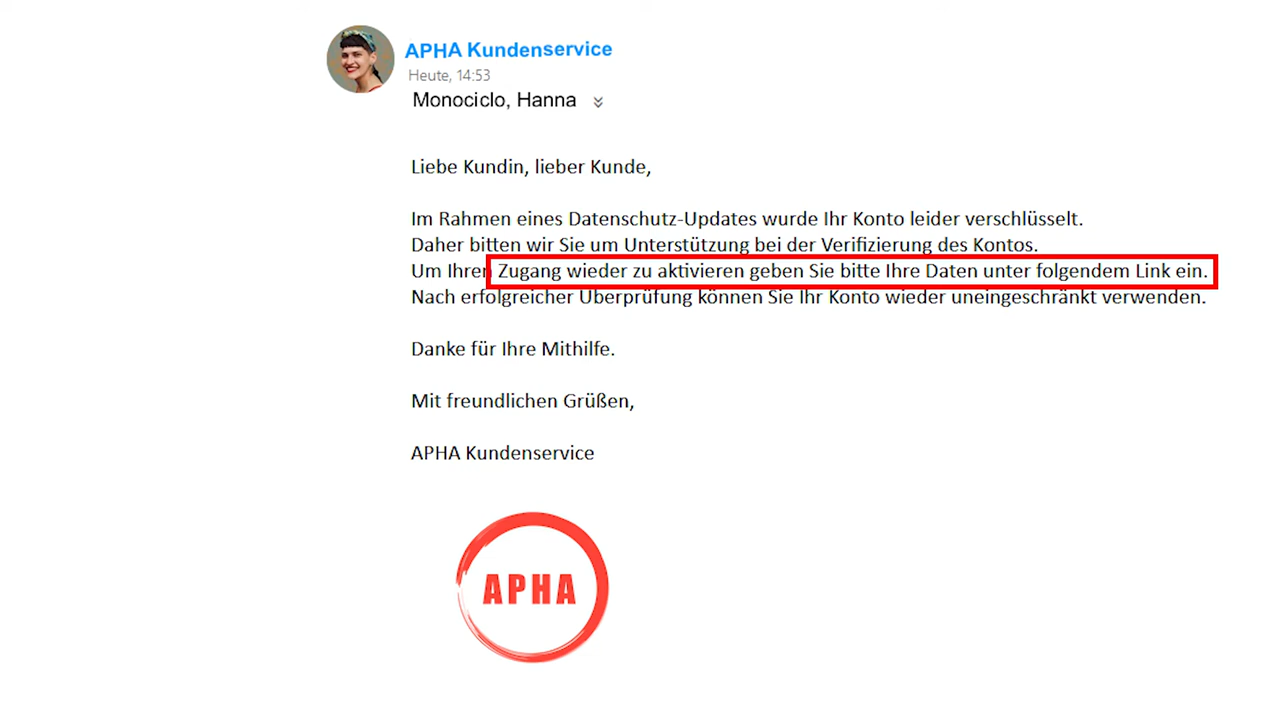 APHA Kundenservice
Heute, 14:53
Monociclo, Hanna
Liebe Kundin, lieber Kunde,
Im Rahmen eines Datenschutz-Updates wurde Ihr Konto leider verschlüsselt.
Daher bitten wir Sie um Unterstützung bei der Verifizierung des Kontos.
Um Ihren Zugang wieder zu aktivieren geben Sie bitte Ihre Daten unter folgendem Link ein.
Nach erfolgreicher Überprüfung können Sie Ihr Konto wieder uneingeschränkt verwenden.
Danke für Ihre Mithilfe.
Mit freundlichen Grüßen,
APHA Kundenservice
APHA